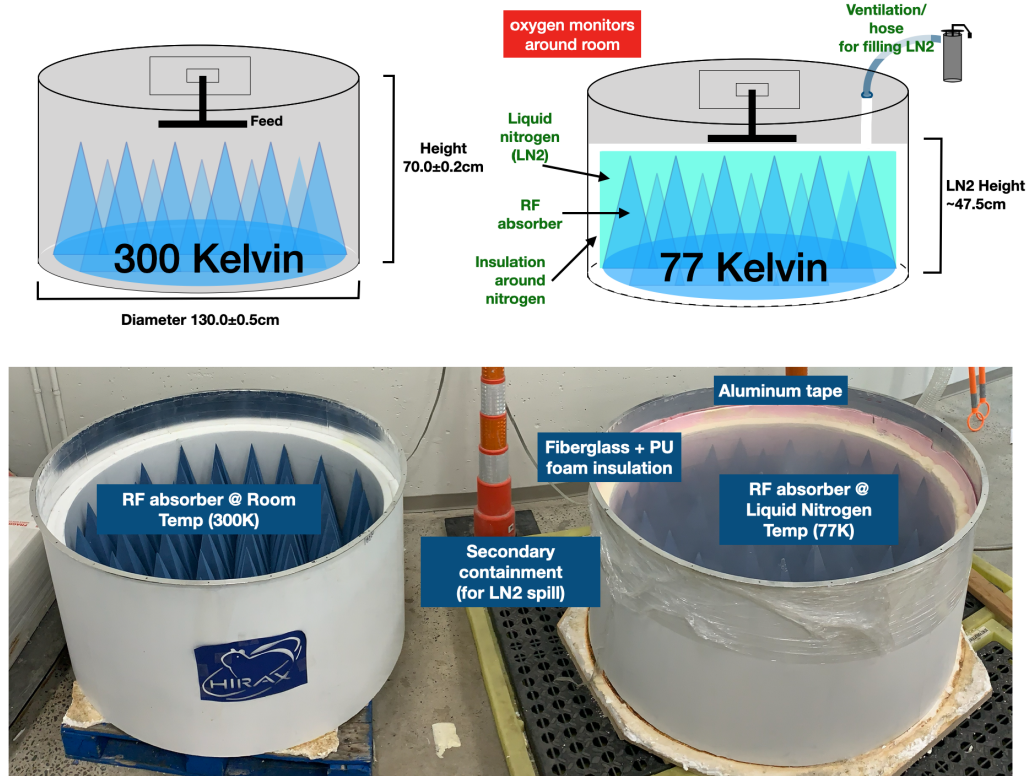 oxygen monitors
around room
Ventilation/
hose
for filling LN2
Feed
Height
70.0±0.2cm
300 Kelvin
Diameter 130.0±0.5cm
Liquid
nitrogen
(LN2)
RF
absorber
Insulation
around
nitrogen
77 Kelvin
LN2 Height
~47.5cm
Aluminum tape
Fiberglass + PU
foam insulation
RF absorber @ Room
Temp (300K)
RF absorber @
Liquid Nitrogen
Temp (77K)
Secondary
containment
(for LN2 spill)
HIRAX